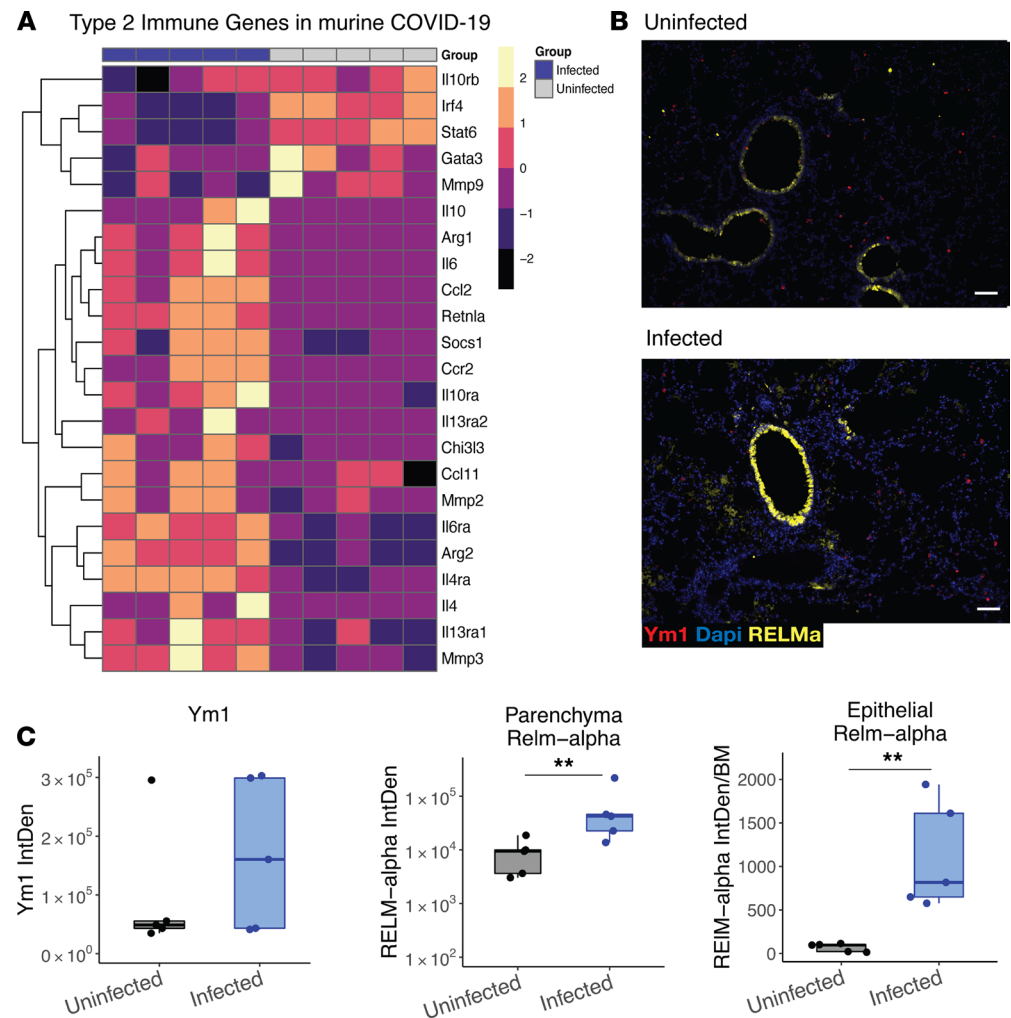 A
Type 2 Immune Genes in murine COVID-19
Group
Il10rb
Irf4
Stat6
Gata3
Mmp9
Il10
Arg1
Il6
Ccl2
Retnla
Socs1
Ccr2
Il10ra
Il13ra2
Chi3l3
Ccl11
Mmp2
Il6ra
Arg2
Il4ra
Il4
Il13ra1
Mmp3
2
1
0
−1
−2
Group
Infected
Uninfected
B
Uninfected
Infected
Ym1 Dapi RELMa
C
Ym1
Ym1 IntDen
3 × 10⁵
2 × 10⁵
1 × 10⁵
0 × 10⁰
Uninfected
Infected
Parenchyma
Relm−alpha
**
RELM−alpha IntDen
1 × 10⁵
1 × 10⁴
1 × 10³
1 × 10²
Uninfected
Infected
Epithelial
Relm−alpha
**
RElM−alpha IntDen/BM
2000
1500
1000
500
0
Uninfected
Infected